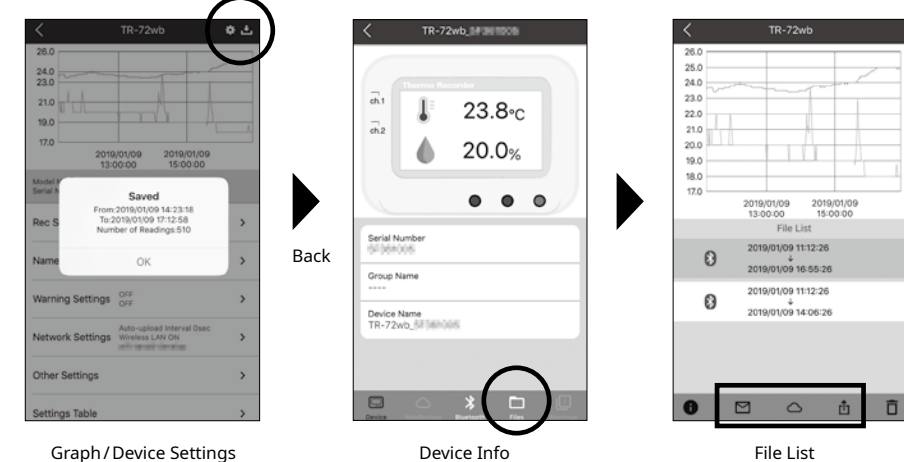 TR-72wb
26.0
24.0
23.0
21.0
19.0
17.0
2019/01/09 2019/01/09
13:00:00 15:00:00
Model
Serial
Saved
From:2019/01/09 14:23:18
To:2019/01/09 17:12:58
Number of Readings:510
OK
Rec S
Name
Warning Settings OFF
OFF
Network Settings Auto-upload Interval 0sec
Wireless LAN ON
Other Settings
Settings Table
Graph/Device Settings
Back
TR-72wb_
Thermo Recorder
ch.1
ch.2
23.8°C
20.0%
Serial Number
Group Name
----
Device Name
TR-72wb_
Device
Bluetooth
Files
Device Info
TR-72wb
26.0
25.0
24.0
23.0
22.0
21.0
20.0
19.0
18.0
17.0
2019/01/09 2019/01/09
13:00:00 15:00:00
File List
2019/01/09 11:12:26
↓
2019/01/09 16:55:26
2019/01/09 11:12:26
↓
2019/01/09 14:06:26
File List